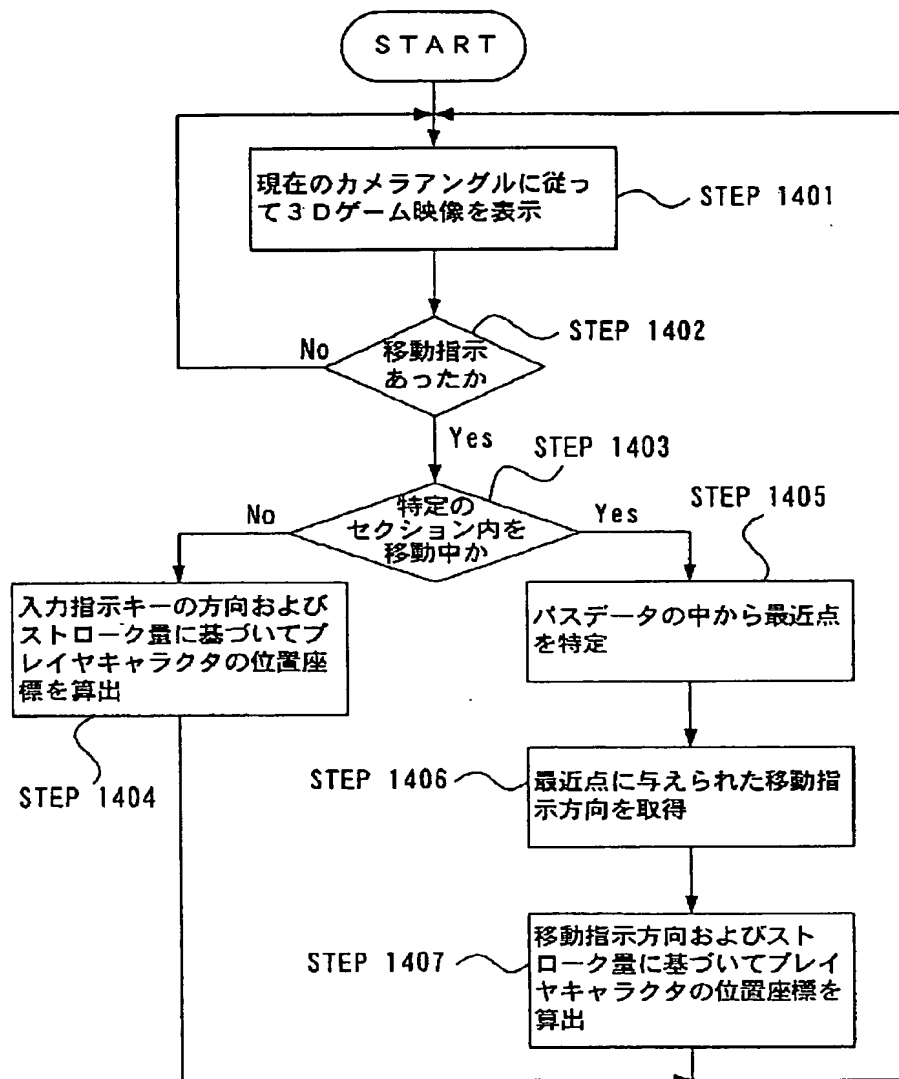 START
現在のカメラアングルに従っ
て3Dゲーム映像を表示
STEP 1401
移動指示
あったか
STEP 1402
No
Yes
特定の
セクション内を
移動中か
STEP 1403
No
Yes
入力指示キーの方向および
ストローク量に基づいてプ
レイヤキャラクタの位置座
標を算出
STEP 1404
STEP 1405
パスデータの中から最近点
を特定
STEP 1406
最近点に与えられた移動指
示方向を取得
STEP 1407
移動指示方向およびスト
ローク量に基づいてプレイ
ヤキャラクタの位置座標を
算出